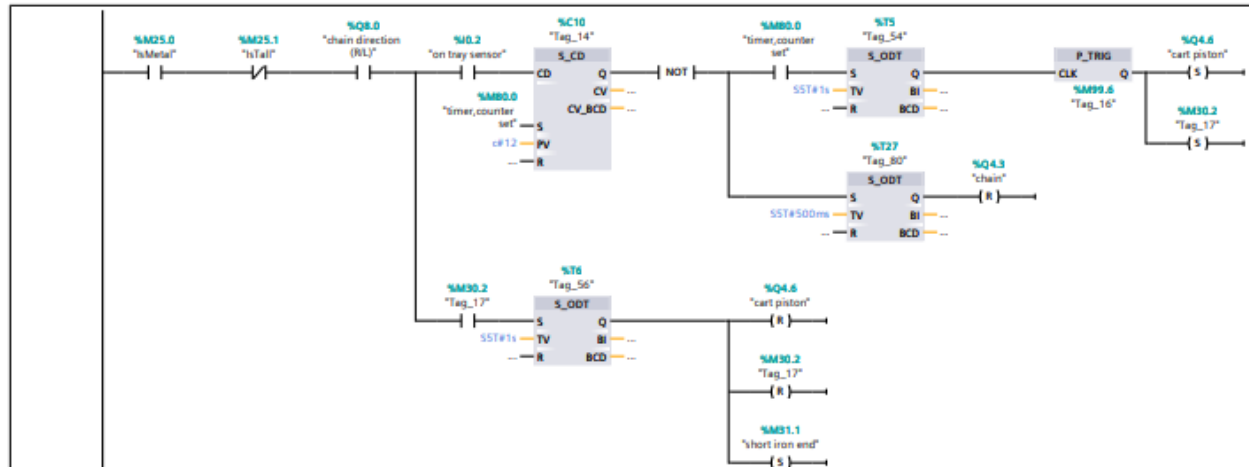 %M25.0
"IsMetal"
%M25.1
"IsTall"
%Q8.0
"chain direction
(R/L)"
%I0.2
"on tray sensor"
%C10
"Tag_14"
S_CD
CD Q
CV ...
CV_BCD ...
%M80.0
"timer,counter
set" S
c#12 PV
... R
NOT
%M80.0
"timer,counter
set"
%T5
"Tag_54"
S_ODT
S Q
S5T#1s TV BI ...
... R BCD ...
P_TRIG
CLK Q
%M99.6
"Tag_16"
%Q4.6
"cart piston"
S
%M30.2
"Tag_17"
S
%T27
"Tag_80"
S_ODT
S Q
S5T#500ms TV BI ...
... R BCD ...
%Q4.3
"chain"
R
%M30.2
"Tag_17"
%T6
"Tag_56"
S_ODT
S Q
S5T#1s TV BI ...
... R BCD ...
%Q4.6
"cart piston"
R
%M30.2
"Tag_17"
R
%M31.1
"short iron end"
S